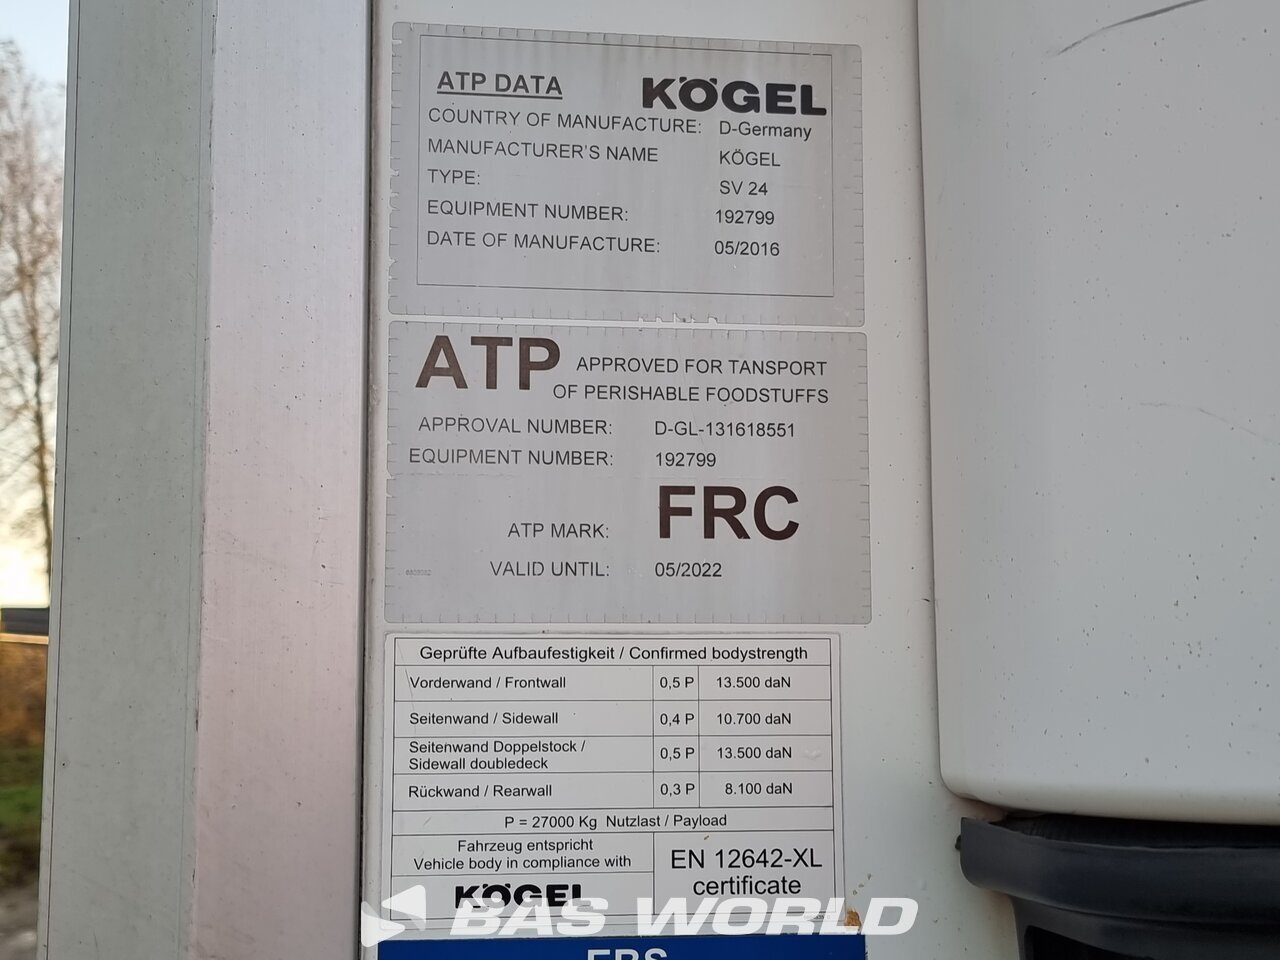 ATP DATA KÖGEL
COUNTRY OF MANUFACTURE: D-Germany
MANUFACTURER'S NAME KÖGEL
TYPE: SV 24
EQUIPMENT NUMBER: 192799
DATE OF MANUFACTURE: 05/2016
ATP APPROVED FOR TANSPORT
OF PERISHABLE FOODSTUFFS
APPROVAL NUMBER: D-GL-131618551
EQUIPMENT NUMBER: 192799
ATP MARK: FRC
VALID UNTIL: 05/2022
Geprüfte Aufbaufestigkeit / Confirmed bodystrength
Vorderwand / Frontwall 0,5 P 13.500 daN
Seitenwand / Sidewall 0,4 P 10.700 daN
Seitenwand Doppelstock /
Sidewall doubledeck 0,5 P 13.500 daN
Rückwand / Rearwall 0,3 P 8.100 daN
P = 27000 Kg Nutzlast / Payload
Fahrzeug entspricht
Vehicle body in compliance with
KÖGEL
EN 12642-XL
certificate
BAS WORLD